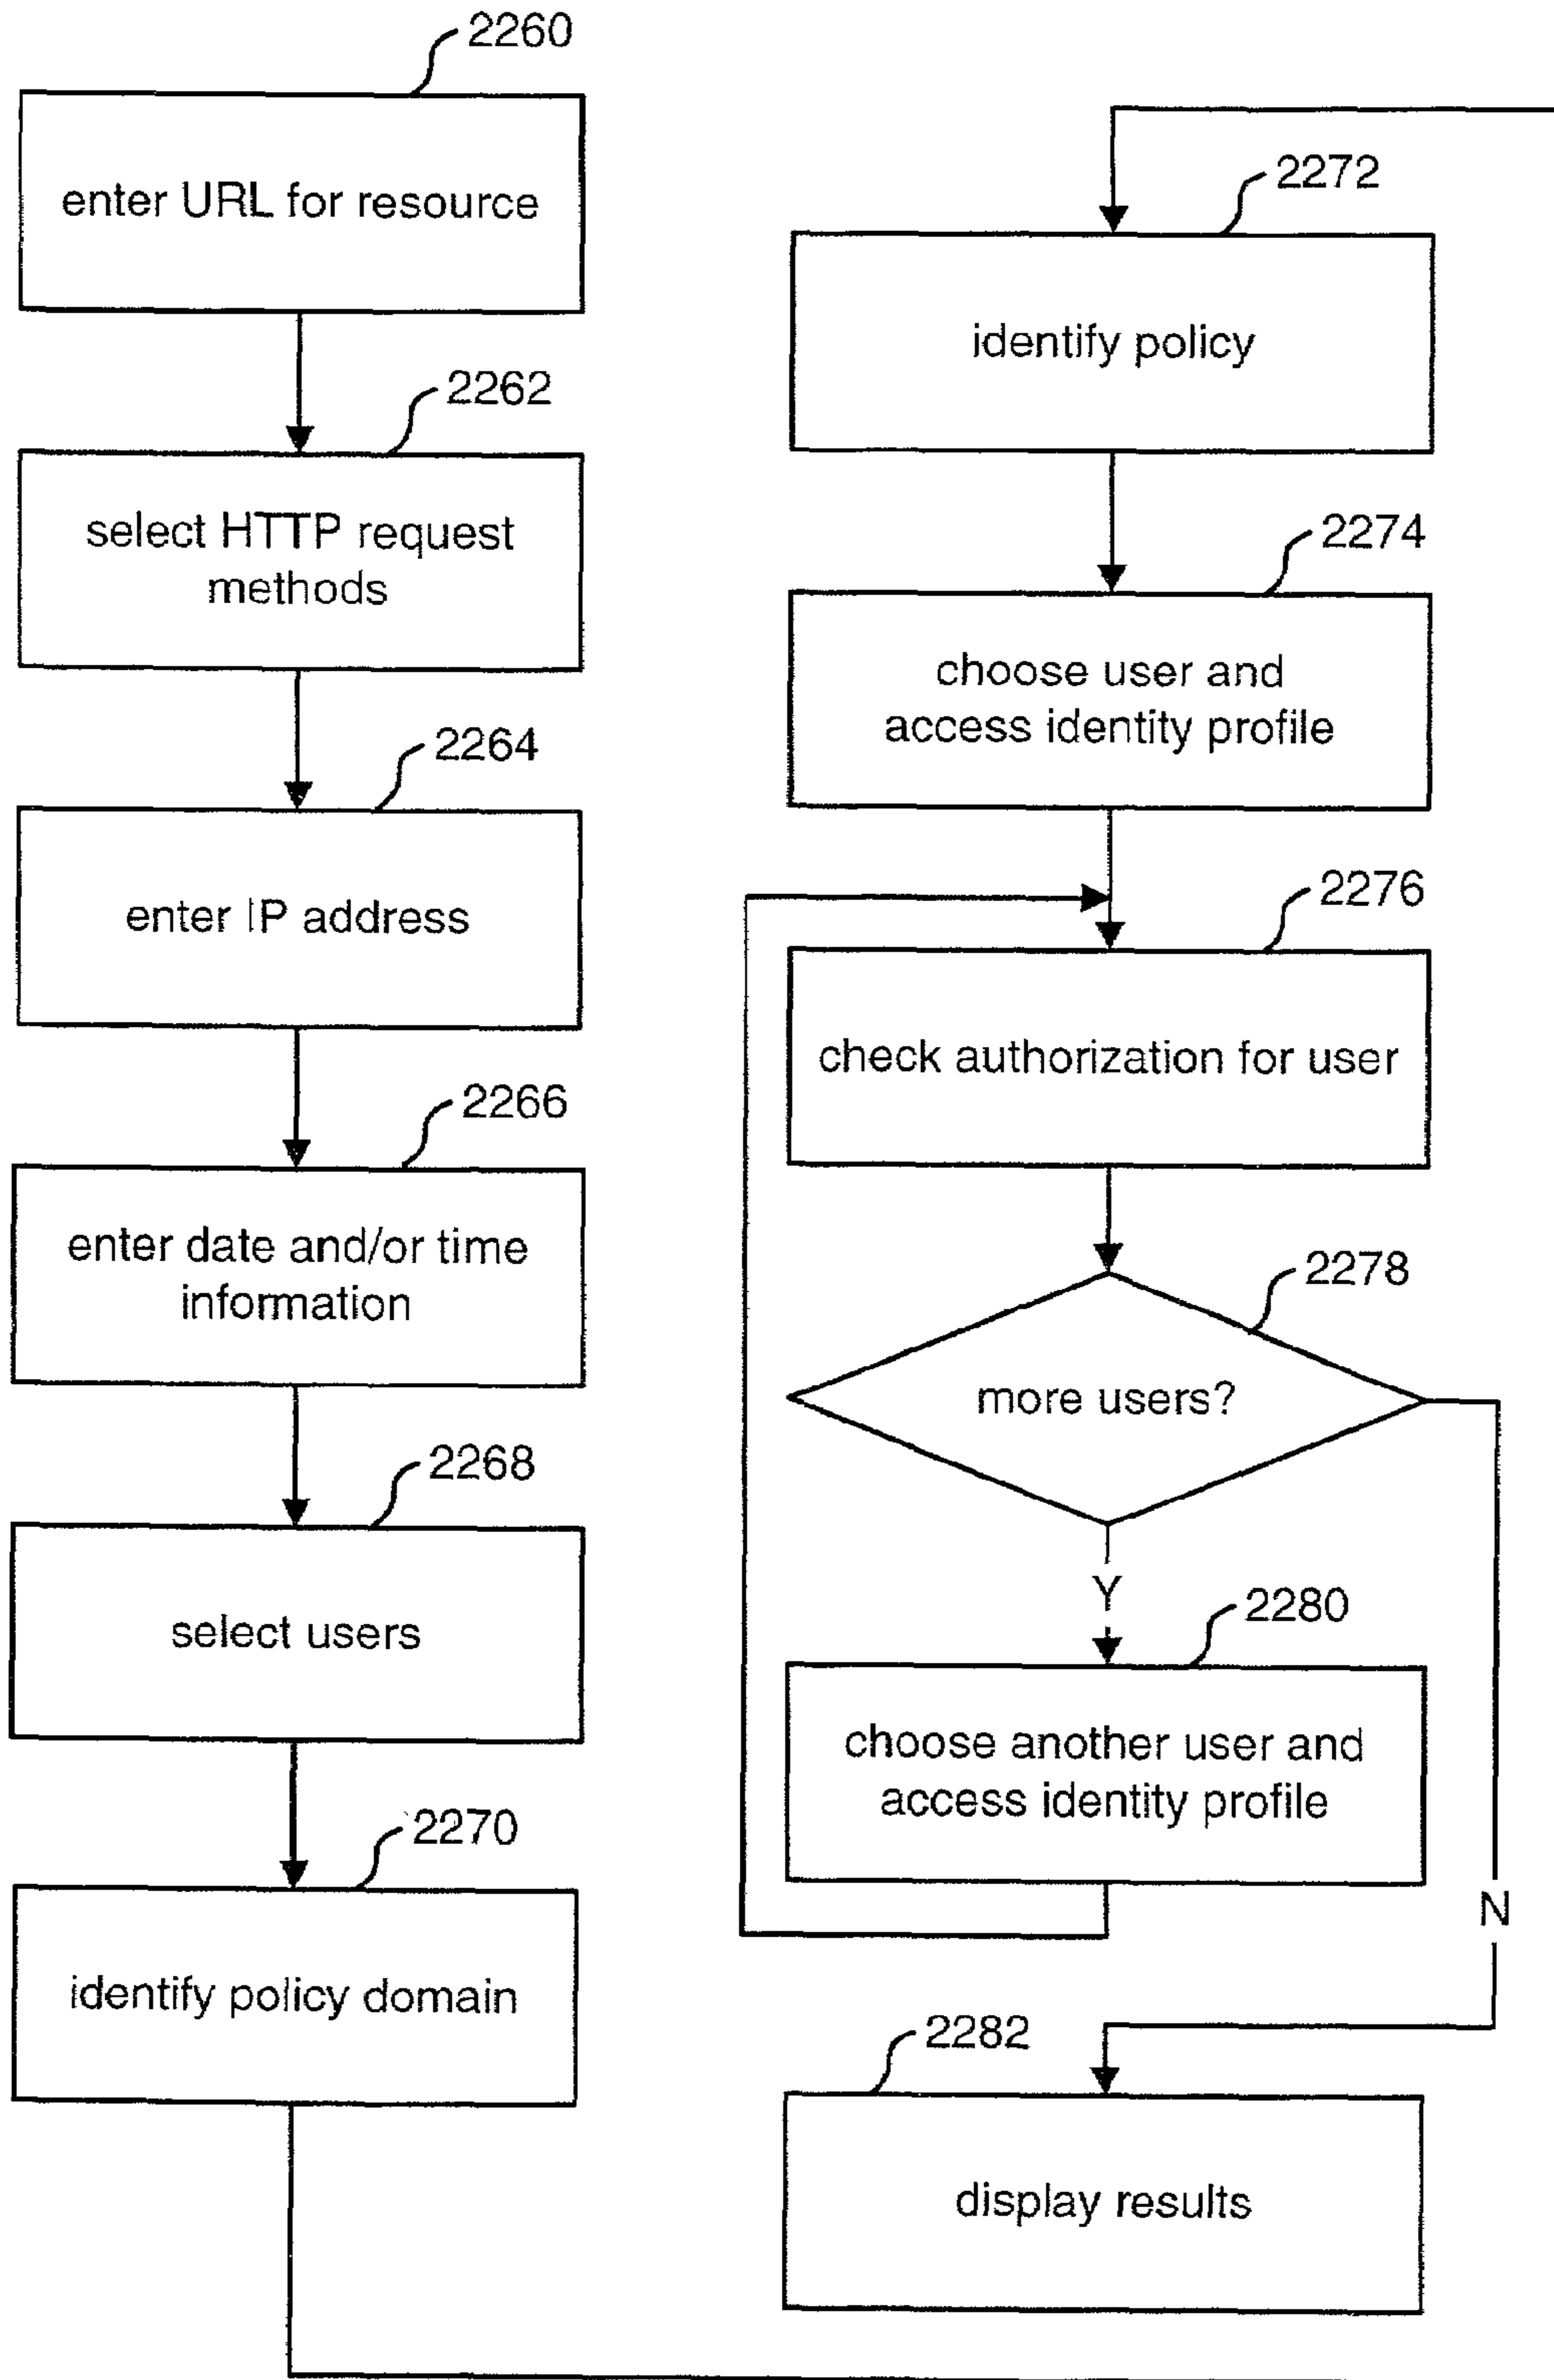 2260
enter URL for resource
2262
select HTTP request
methods
2264
enter IP address
2266
enter date and/or time
information
2268
select users
2270
identify policy domain
2272
identify policy
2274
choose user and
access identity profile
2276
check authorization for user
2278
more users?
Y
2280
choose another user and
access identity profile
N
2282
display results